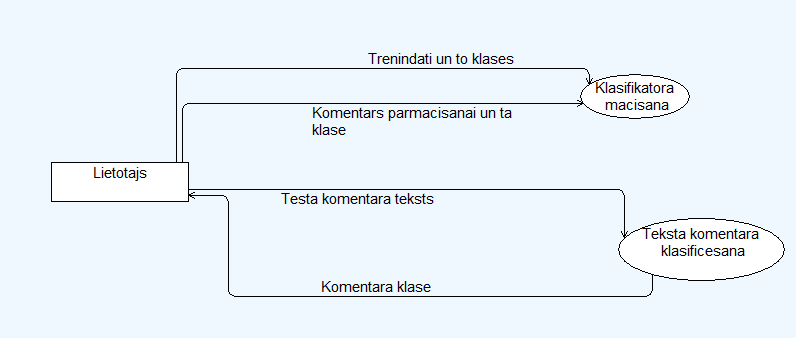 Trenindati un to klases
Klasifikatora
macisana
Komentars parmacisanai un ta
klase
Lietotajs
Testa komentara teksts
Teksta komentara
klasificesana
Komentara klase